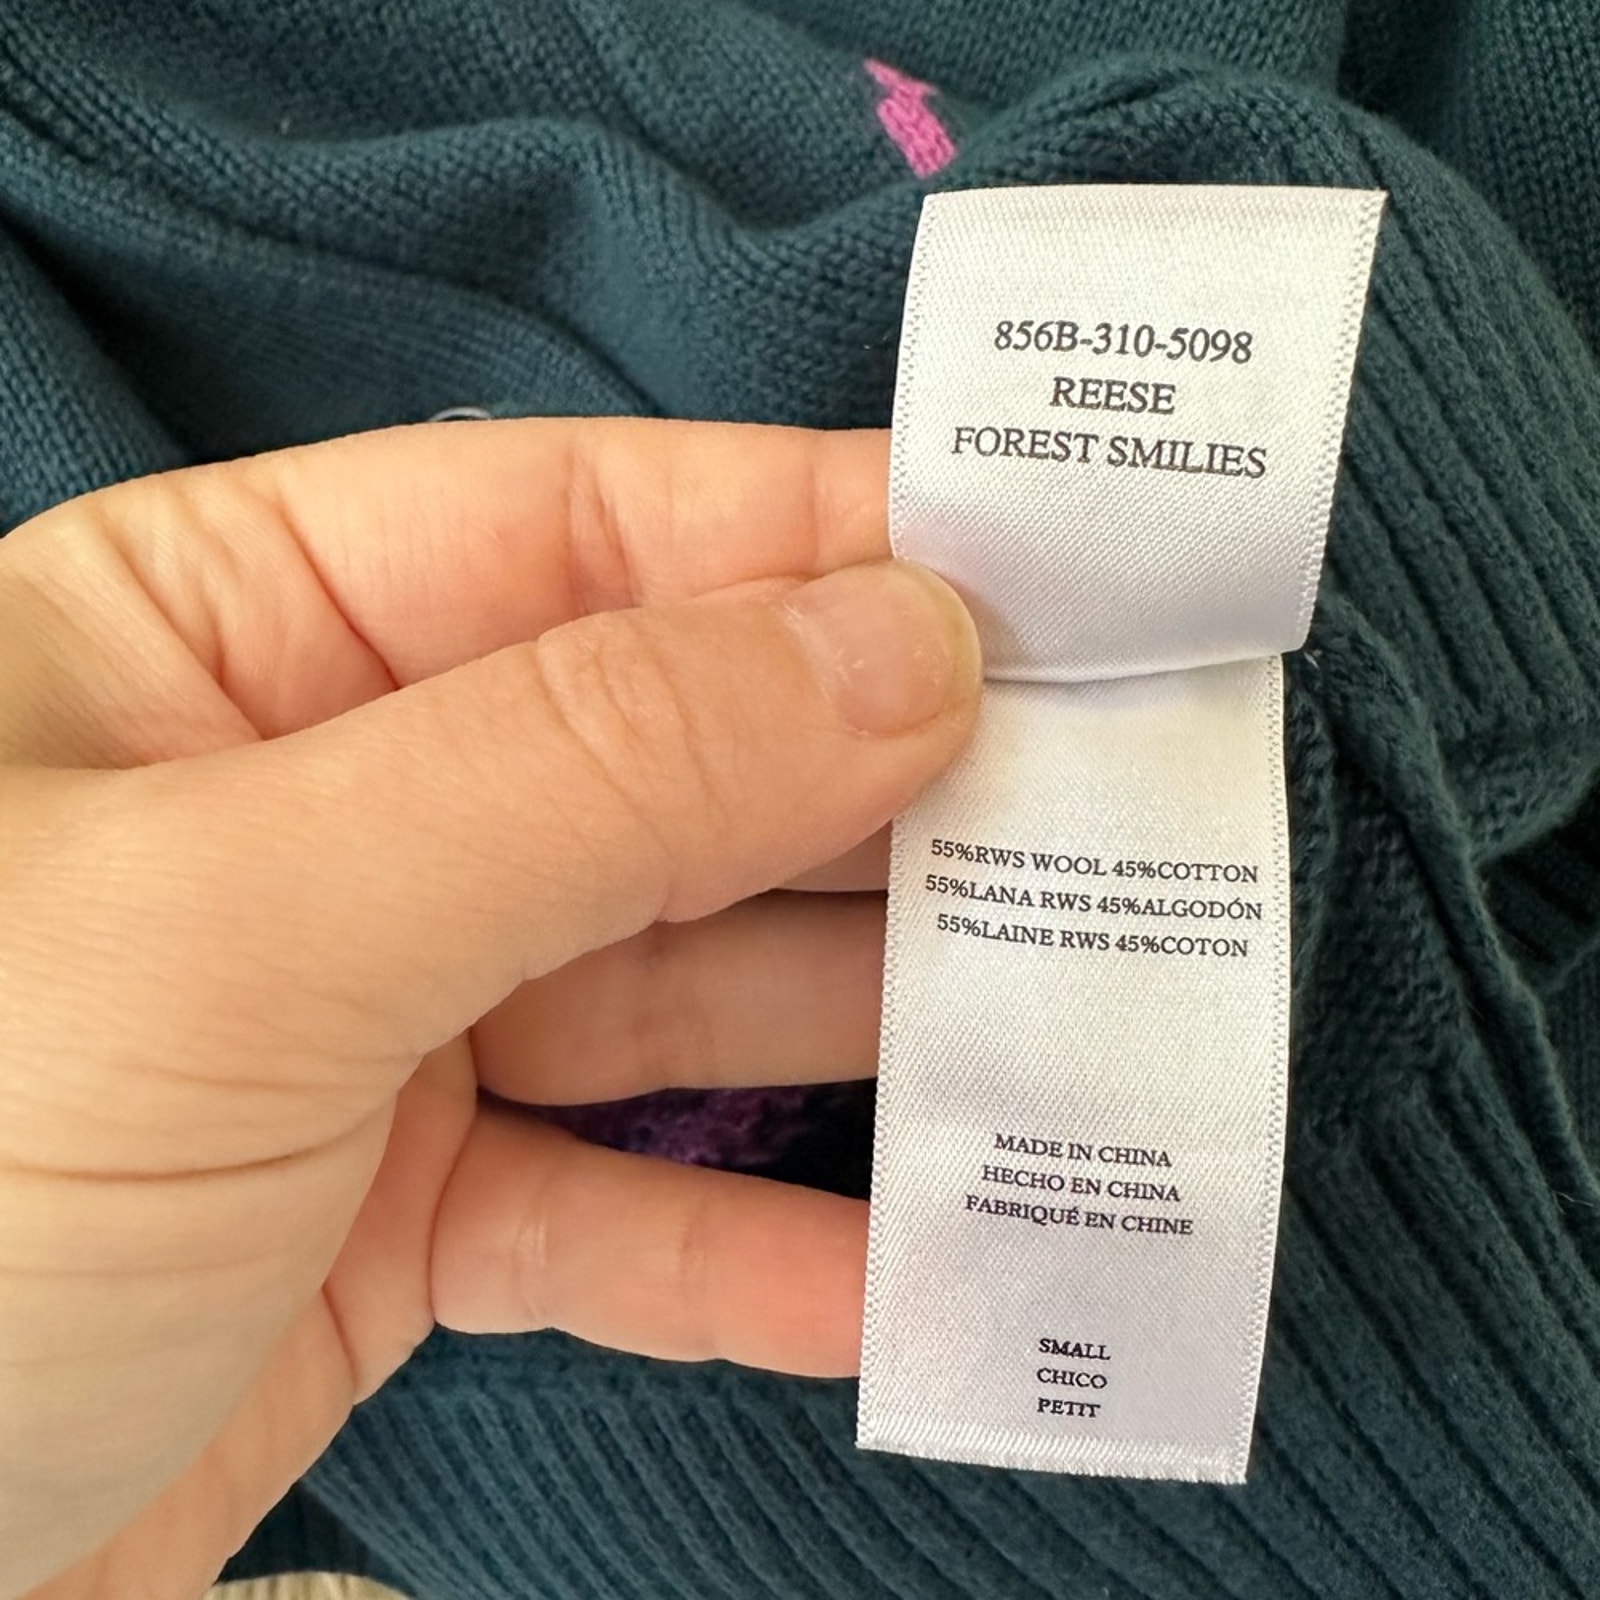 856B-310-5098
REESE
FOREST SMILIES
55%RWS WOOL 45%COTTON
55%LANA RWS 45%ALGODÓN
55%LAINE RWS 45%COTON
MADE IN CHINA
HECHO EN CHINA
FABRIQUÉ EN CHINE
SMALL
CHICO
PETIT